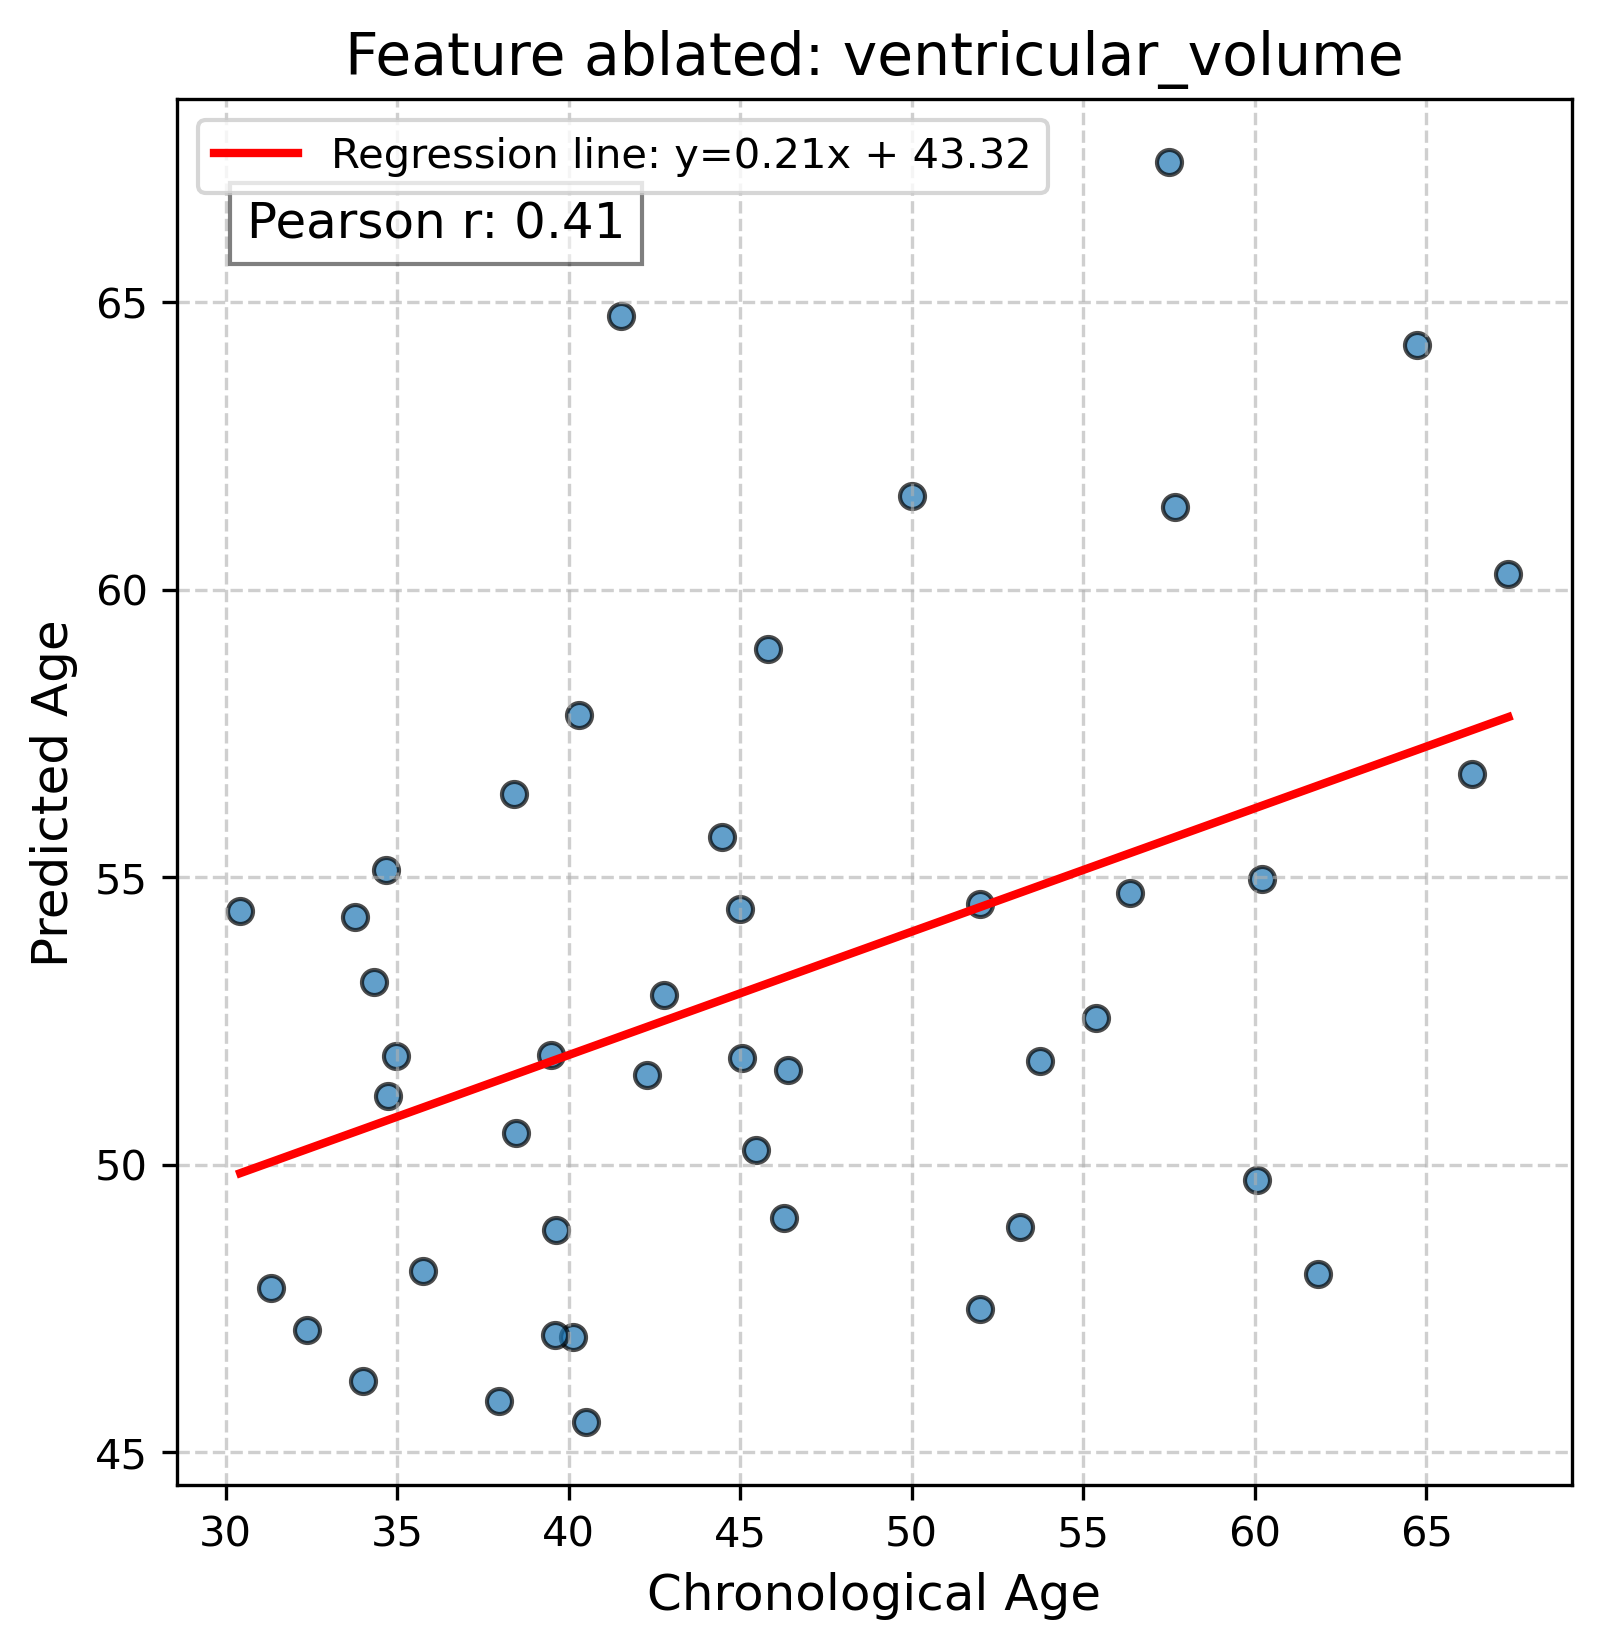 Feature ablated: ventricular_volume
Regression line: y=0.21x + 43.32
Pearson r: 0.41
65
60
55
50
45
Predicted Age
30 35 40 45 50 55 60 65
Chronological Age